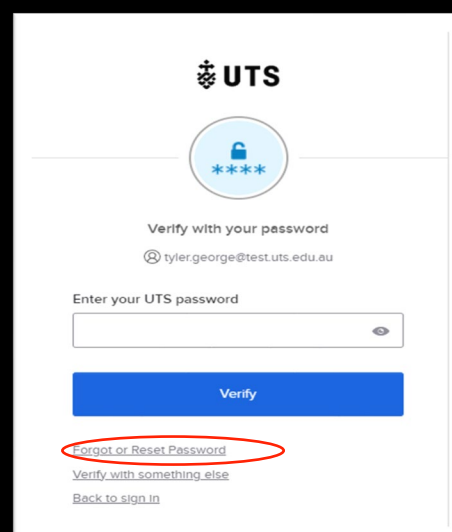 UTS
****
Verify with your password
tyler.george@test.uts.edu.au
Enter your UTS password
Verify
Forgot or Reset Password
Verify with something else
Back to sign in